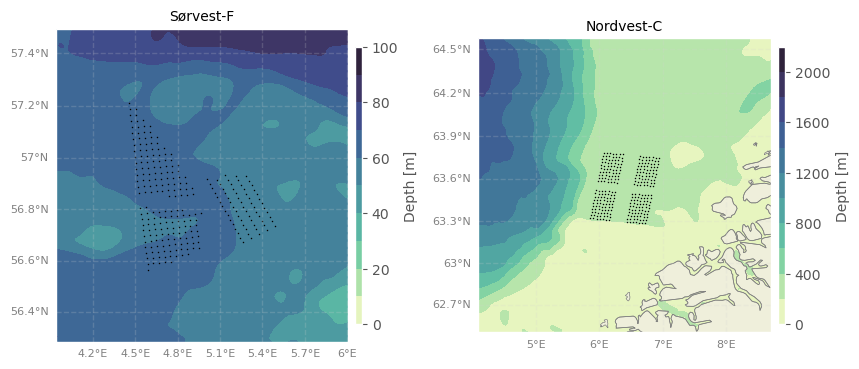 Sørvest-F
57.4°N
57.2°N
57°N
56.8°N
56.6°N
56.4°N
4.2°E 4.5°E 4.8°E 5.1°E 5.4°E 5.7°E 6°E
100
80
60
40
20
0
Depth [m]
Nordvest-C
64.5°N
64.2°N
63.9°N
63.6°N
63.3°N
63°N
62.7°N
5°E 6°E 7°E 8°E
2000
1600
1200
800
400
0
Depth [m]